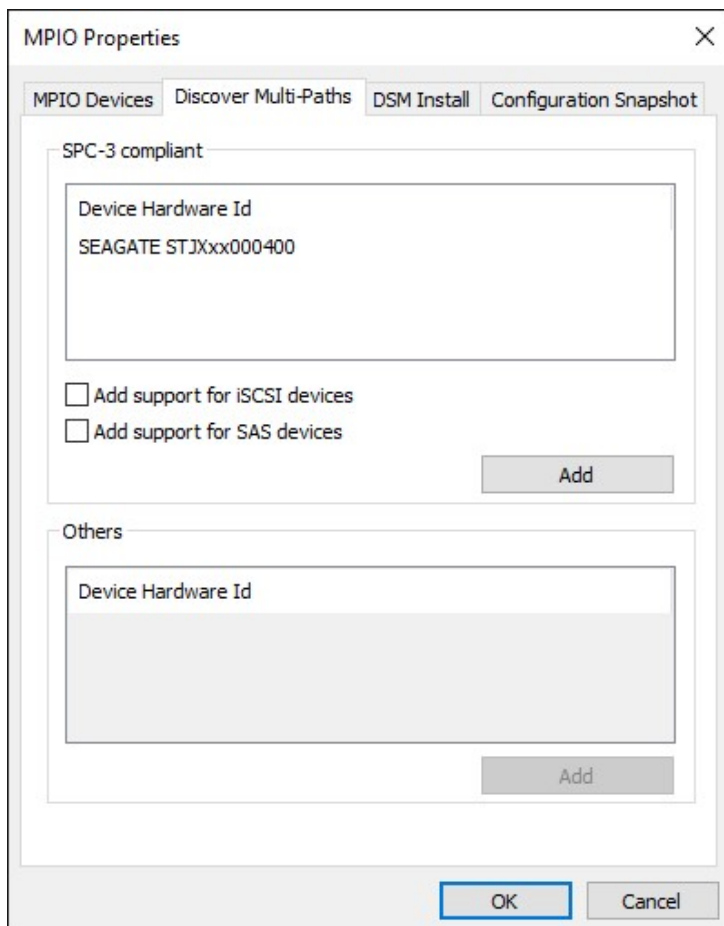 MPIO Properties
MPIO Devices Discover Multi-Paths DSM Install Configuration Snapshot
SPC-3 compliant
Device Hardware Id
SEAGATE STJXxx000400
Add support for iSCSI devices
Add support for SAS devices
Add
Others
Device Hardware Id
Add
OK Cancel